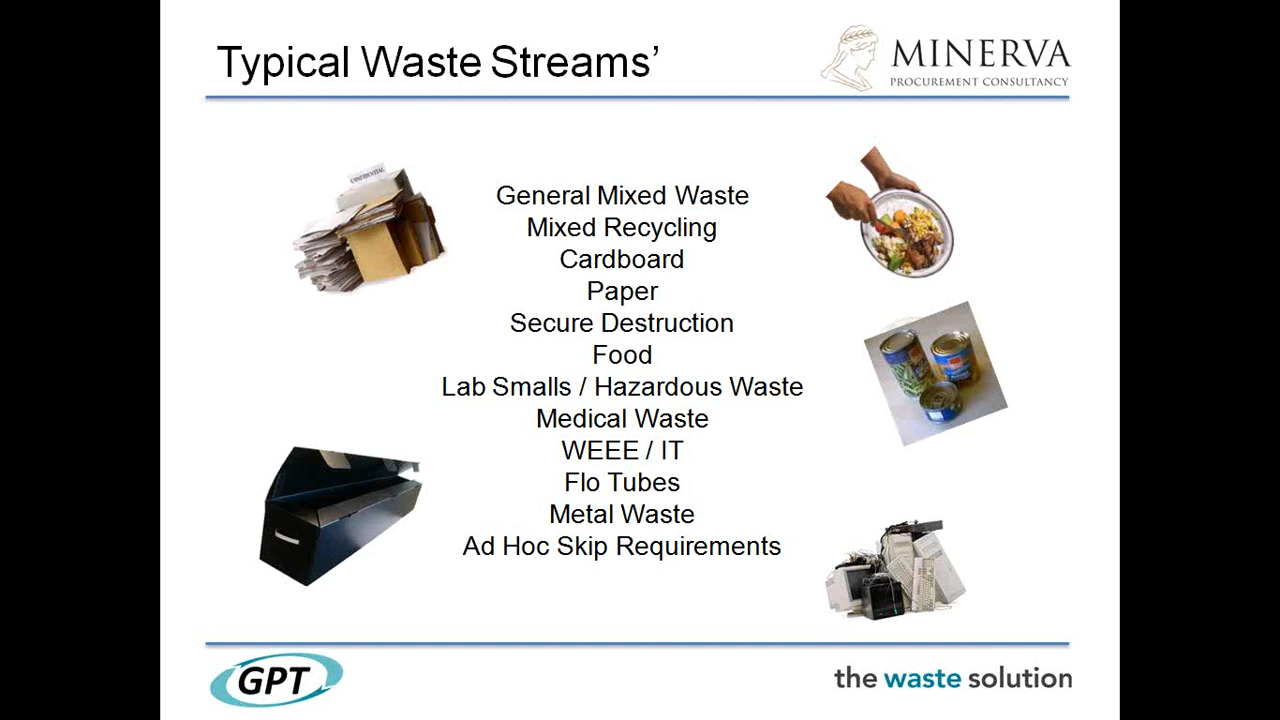 Typical Waste Streams’
MINERVA
PROCUREMENT CONSULTANCY
CONFIDENTIAL
General Mixed Waste
Mixed Recycling
Cardboard
Paper
Secure Destruction
Food
Lab Smalls / Hazardous Waste
Medical Waste
WEEE / IT
Flo Tubes
Metal Waste
Ad Hoc Skip Requirements
GPT
the waste solution